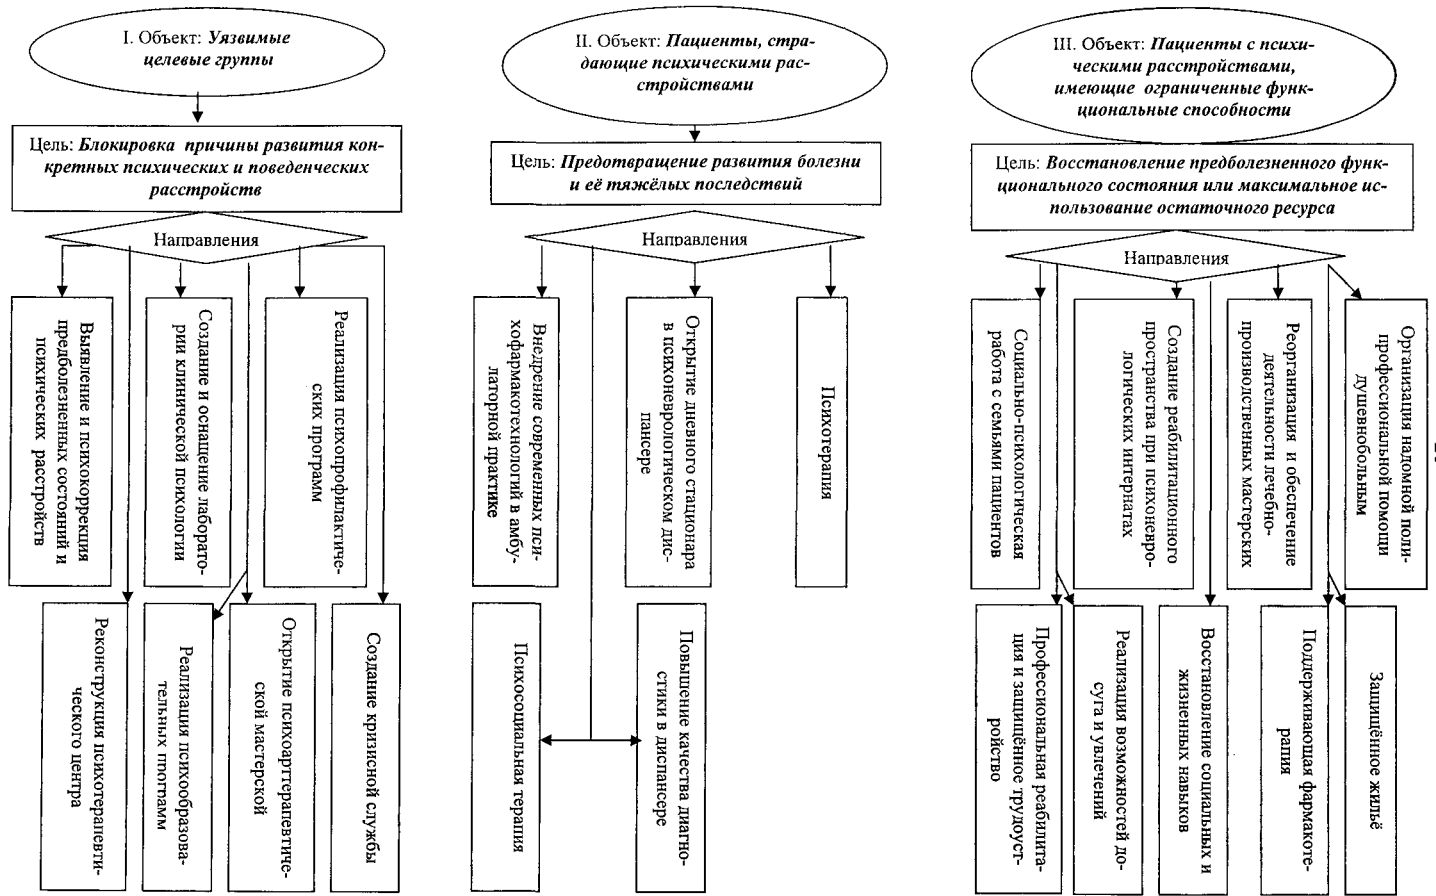 I. Объект: Уязвимые
целевые группы
Цель: Блокировка причины развития кон-
кретных психических и поведенческих
расстройств
Направления
Выявление и психокоррекция
предболезненных состояний и
психических расстройств
Создание и оснащение лаборато-
рии клинической психологии
Реализация психопрофилактиче-
ских программ
Реконструкция психотерапевти-
ческого центра
Реализация психообразова-
тельных программ
Открытие психоарттерапевтиче-
ской мастерской
Создание кризисной службы
II. Объект: Пациенты, стра-
дающие психическими рас-
стройствами
Цель: Предотвращение развития болезни
и её тяжёлых последствий
Направления
Внедрение современных пси-
хофармакотехнологий в амбу-
латорной практике
Открытие дневного стационара
в психоневрологическом дис-
пансере
Психотерапия
Психосоциальная терапия
Повышение качества диагно-
стики в диспансере
III. Объект: Пациенты с психи-
ческими расстройствами,
имеющие ограниченные функ-
циональные способности
Цель: Восстановление предболезненного функ-
ционального состояния или максимальное ис-
пользование остаточного ресурса
Направления
Социально-психологическая
работа с семьями пациентов
Создание реабилитационного
пространства при психоневро-
логических интернатах
Реорганизация и обеспечение
деятельности лечебно-
производственных мастерских
Организация надомной поли-
профессиональной помощи
душевнобольным
Профессиональная реабилита-
ция и защищённое трудоуст-
ройство
Реализация возможностей до-
суга и увлечений
Восстановление социальных и
жизненных навыков
Поддерживающая фармакоте-
рапия
Защищённое жильё